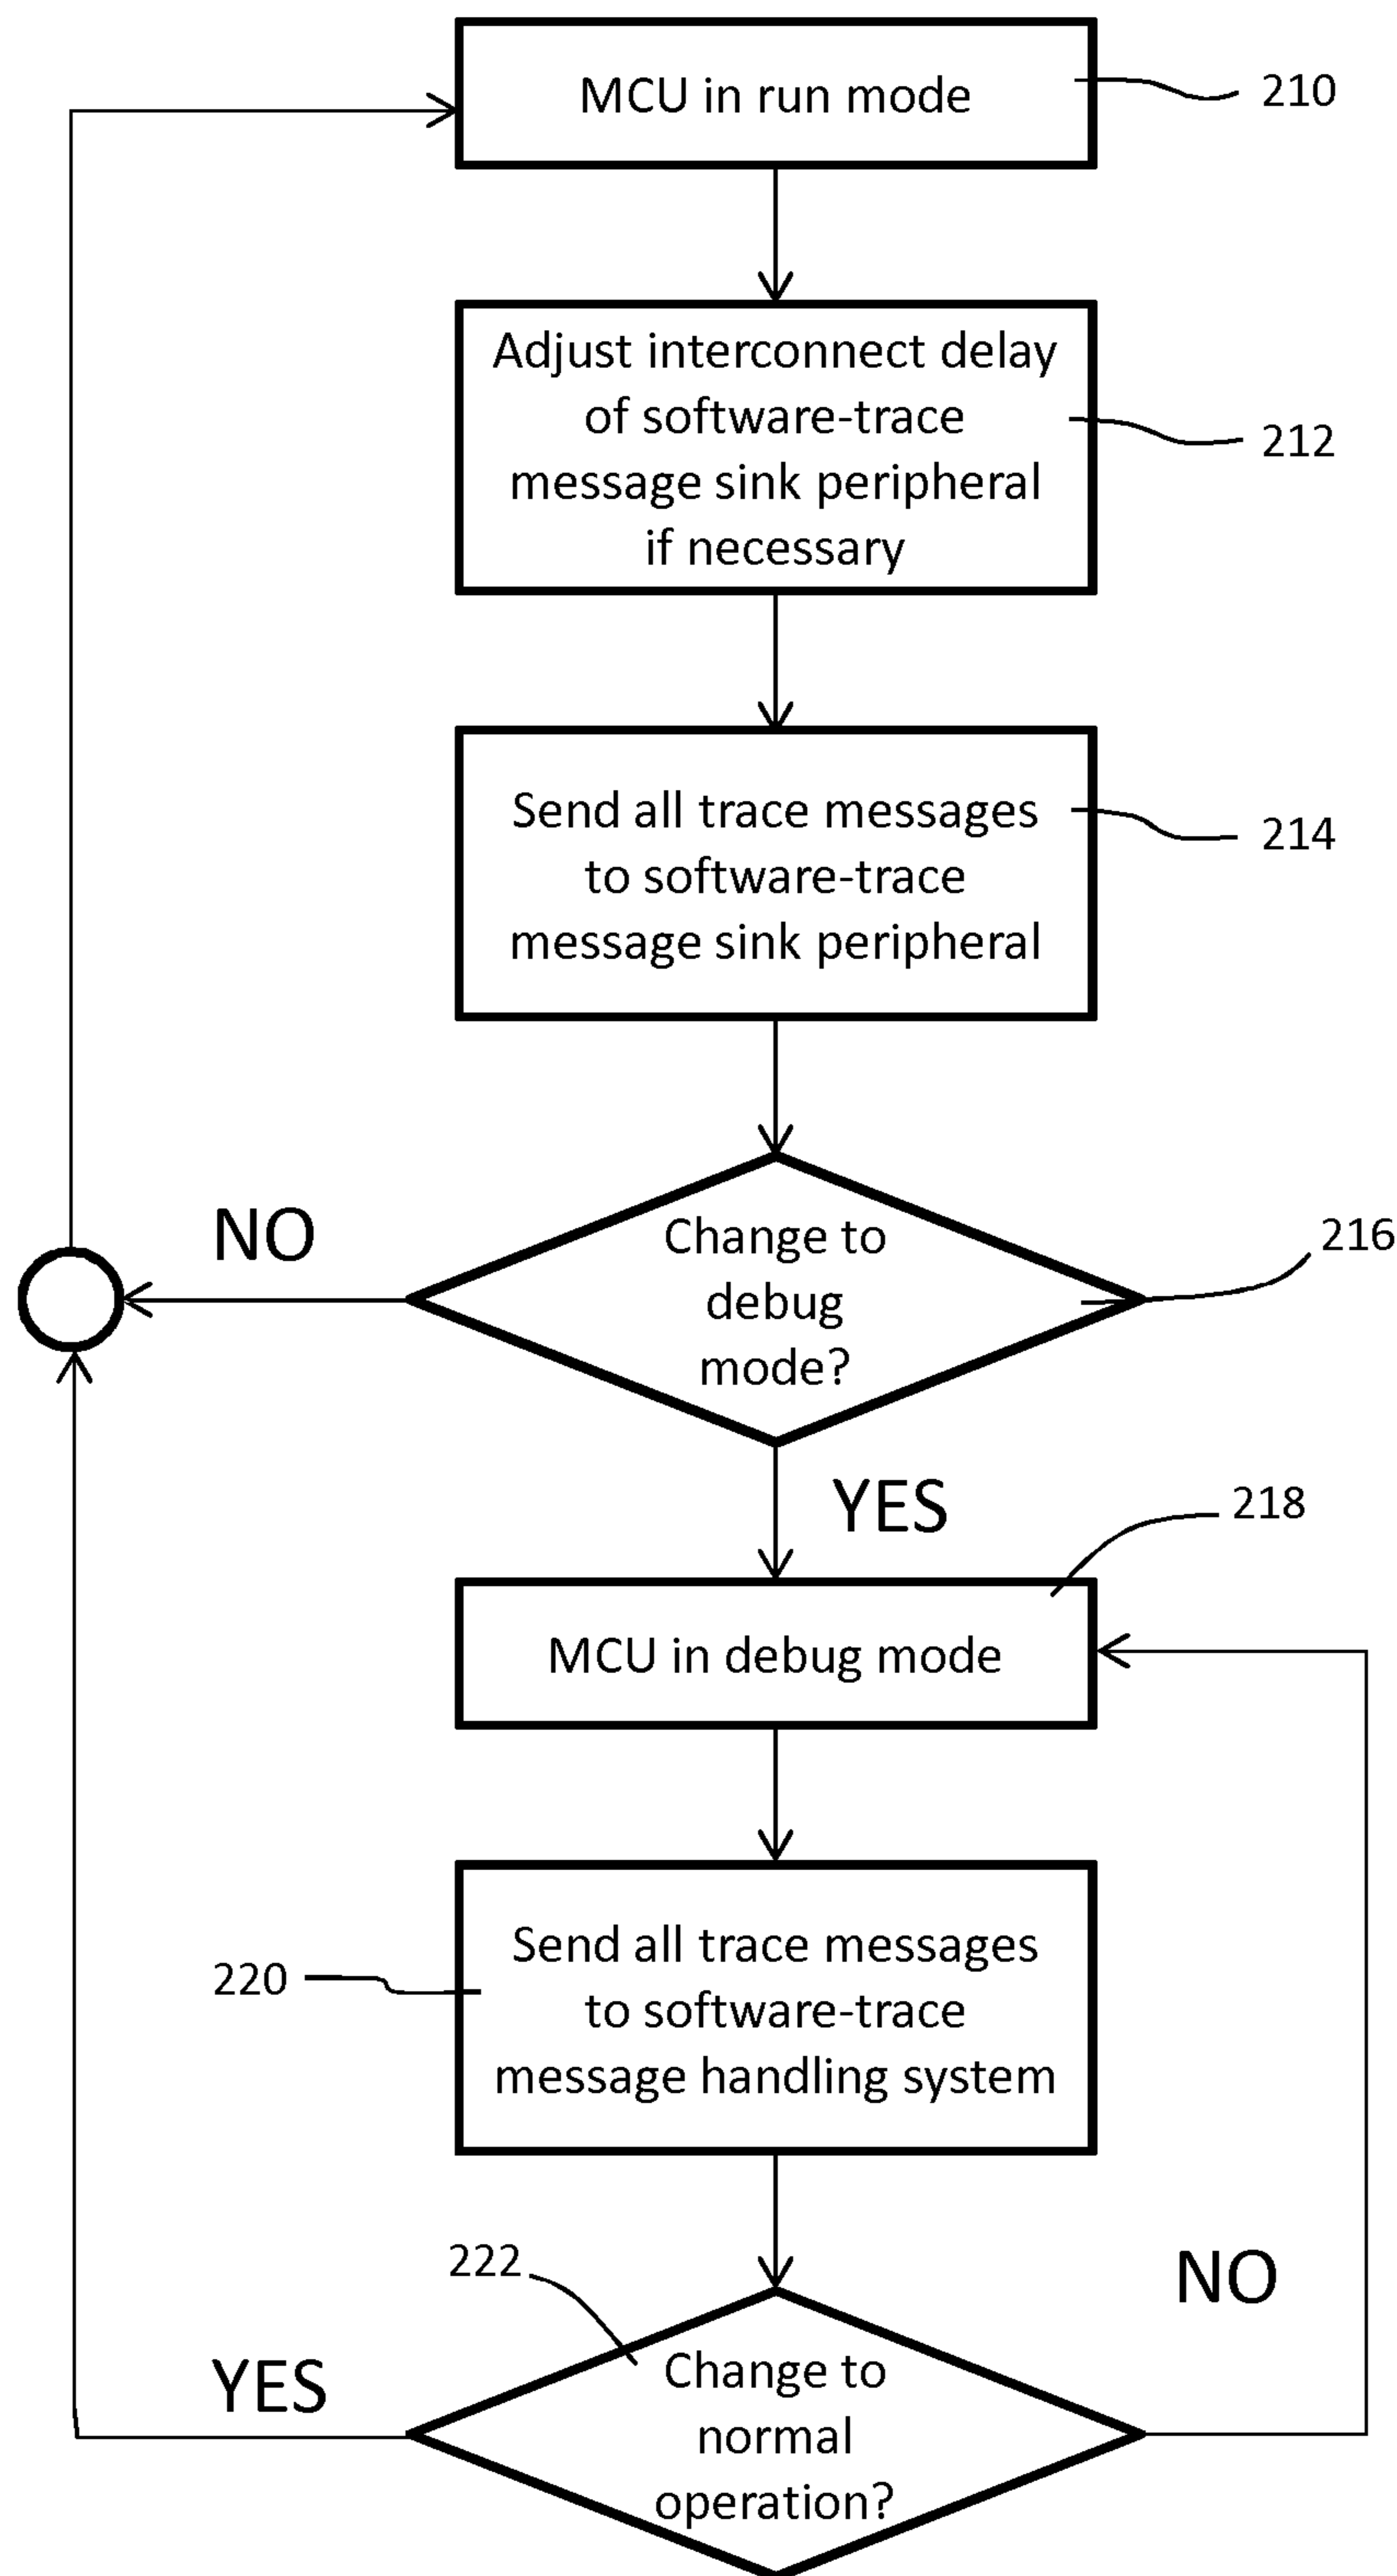 MCU in run mode
210
Adjust interconnect delay
of software-trace
message sink peripheral
if necessary
212
Send all trace messages
to software-trace
message sink peripheral
214
NO
Change to
debug
mode?
216
YES
218
MCU in debug mode
Send all trace messages
to software-trace
message handling system
220
222
NO
YES
Change to
normal
operation?